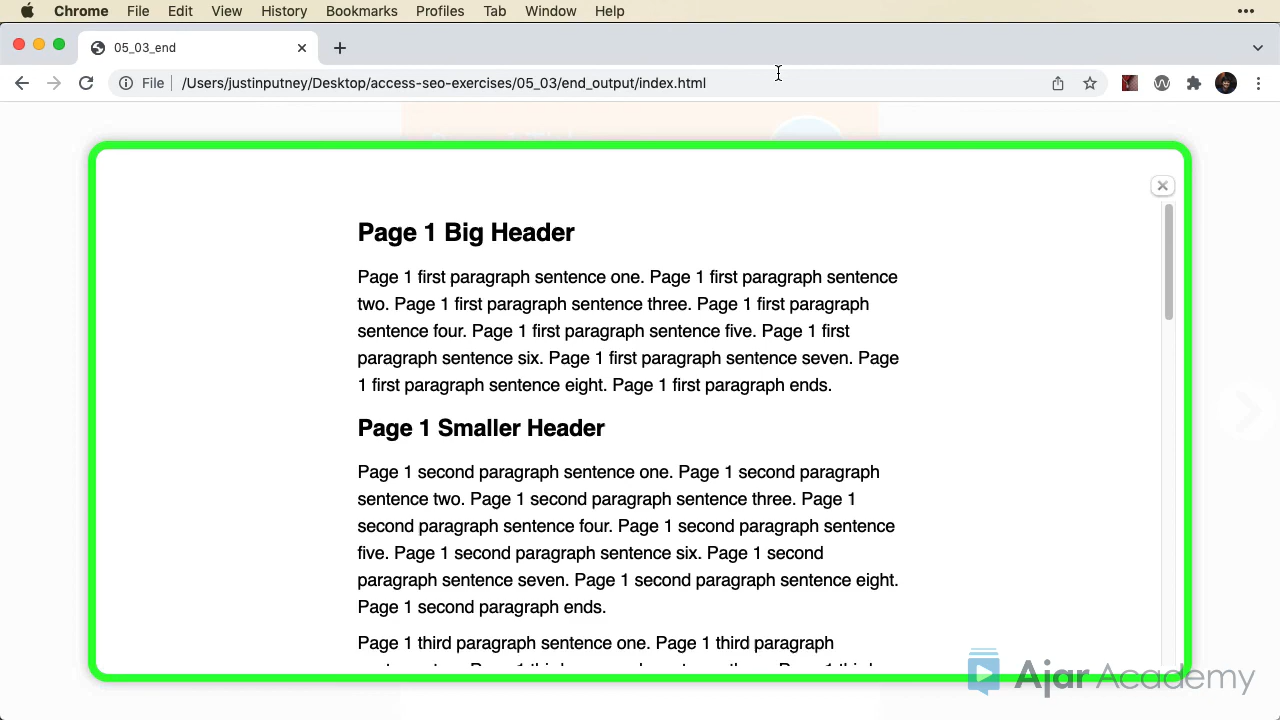 Chrome File Edit View History Bookmarks Profiles Tab Window Help
05_03_end
File /Users/justinputney/Desktop/access-seo-exercises/05_03/end_output/index.html
Page 1 Big Header
Page 1 first paragraph sentence one. Page 1 first paragraph sentence
two. Page 1 first paragraph sentence three. Page 1 first paragraph
sentence four. Page 1 first paragraph sentence five. Page 1 first
paragraph sentence six. Page 1 first paragraph sentence seven. Page
1 first paragraph sentence eight. Page 1 first paragraph ends.
Page 1 Smaller Header
Page 1 second paragraph sentence one. Page 1 second paragraph
sentence two. Page 1 second paragraph sentence three. Page 1
second paragraph sentence four. Page 1 second paragraph sentence
five. Page 1 second paragraph sentence six. Page 1 second
paragraph sentence seven. Page 1 second paragraph sentence eight.
Page 1 second paragraph ends.
Page 1 third paragraph sentence one. Page 1 third paragraph
Ajar Academy